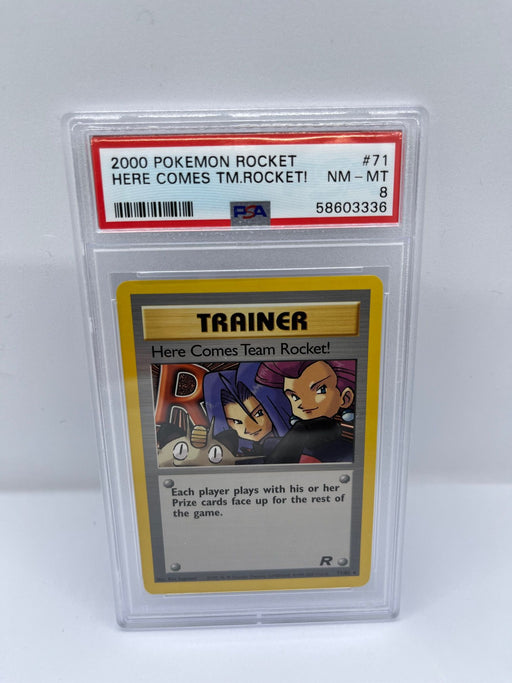 2000 POKEMON ROCKET #71
HERE COMES TM.ROCKET! NM-MT
8
PSA 58603336
TRAINER
Here Comes Team Rocket!
R
Each player plays with his or her
Prize cards face up for the rest of
the game.
R